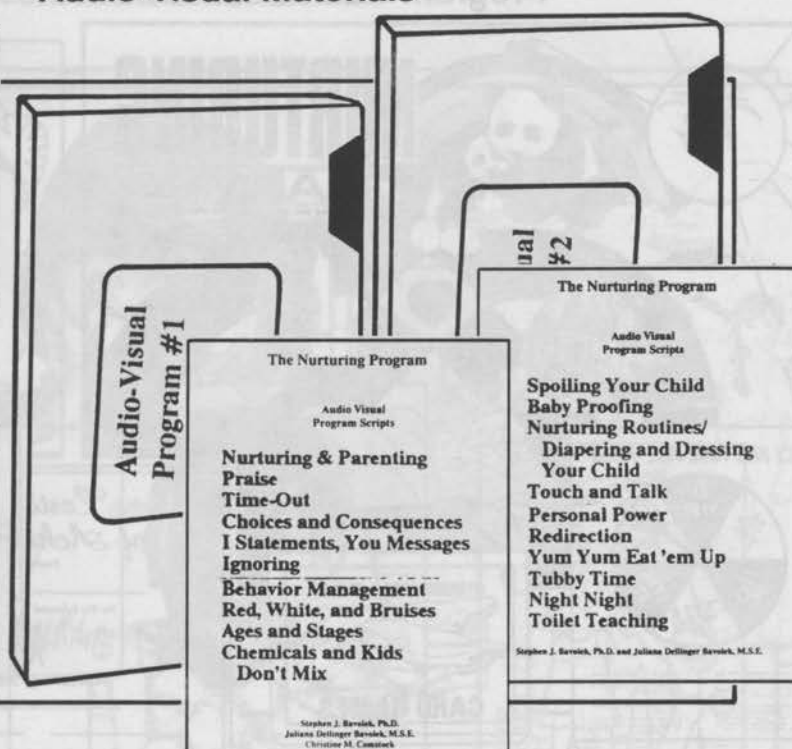 Audio-Visual Materials
Audio-Visual
Program #1
ual
#2
The Nurturing Program
Audio Visual
Program Scripts
Nurturing & Parenting
Praise
Time-Out
Choices and Consequences
I Statements, You Messages
Ignoring
Behavior Management
Red, White, and Bruises
Ages and Stages
Chemicals and Kids
Don't Mix
Stephen J. Bavolek, Ph.D.
Juliana Dellinger Bavolek, M.S.E.
Christine M. Comstock
The Nurturing Program
Audio Visual
Program Scripts
Spoiling Your Child
Baby Proofing
Nurturing Routines/
Diapering and Dressing
Your Child
Touch and Talk
Personal Power
Redirection
Yum Yum Eat 'em Up
Tubby Time
Night Night
Toilet Teaching
Stephen J. Bavolek, Ph.D. and Juliana Dellinger Bavolek, M.S.E.